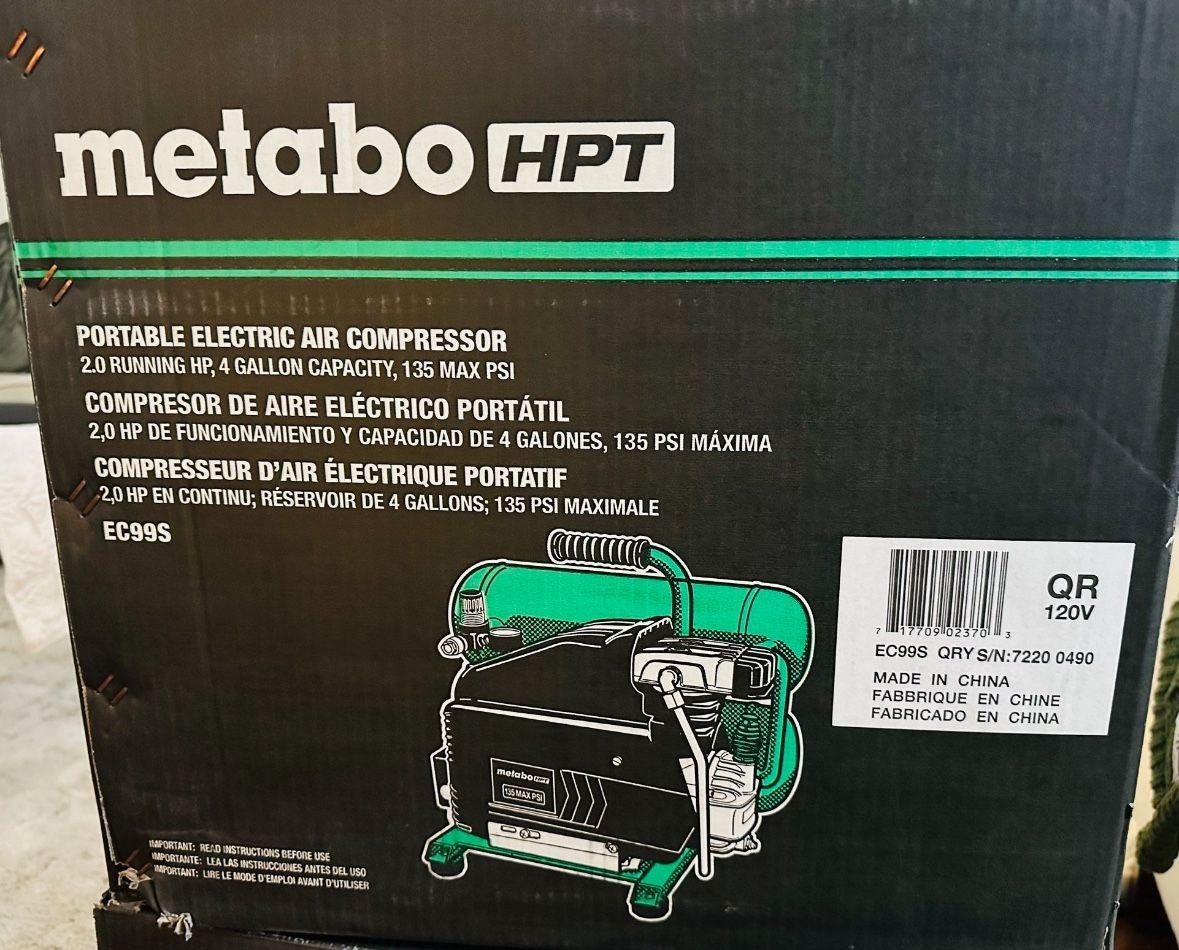 metabo HPT
PORTABLE ELECTRIC AIR COMPRESSOR
2.0 RUNNING HP, 4 GALLON CAPACITY, 135 MAX PSI
COMPRESOR DE AIRE ELÉCTRICO PORTÁTIL
2,0 HP DE FUNCIONAMIENTO Y CAPACIDAD DE 4 GALONES, 135 PSI MÁXIMA
COMPRESSEUR D'AIR ÉLECTRIQUE PORTATIF
2,0 HP EN CONTINU; RÉSERVOIR DE 4 GALLONS; 135 PSI MAXIMALE
EC99S
QR
120V
7 17709 02370 3
EC99S QRY S/N:7220 0490
MADE IN CHINA
FABBRIQUE EN CHINE
FABRICADO EN CHINA
metabo HPT
135 MAX PSI
IMPORTANT: READ INSTRUCTIONS BEFORE USE
IMPORTANTE: LEA LAS INSTRUCCIONES ANTES DEL USO
IMPORTANT: LIRE LE MODE D'EMPLOI AVANT D'UTILISER